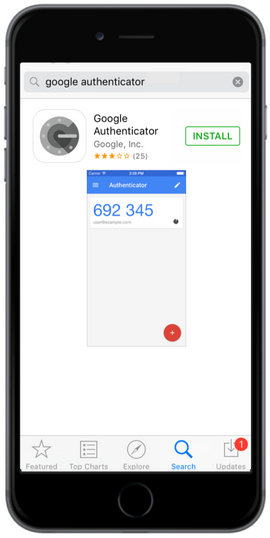 google authenticator
Google
Authenticator
Google, Inc.
(25)
INSTALL
Carrier 3:28 PM
Authenticator
692 345
user@example.com
+
Featured
Top Charts
Explore
Search
Updates
1